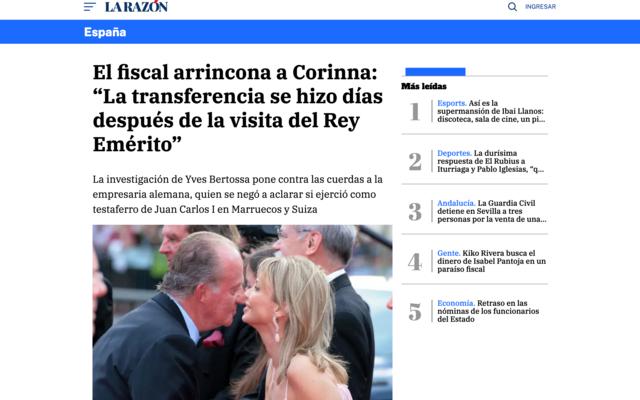 LA RAZÓN
INGRESAR
España
El fiscal arrincona a Corinna:
“La transferencia se hizo días
después de la visita del Rey
Emérito”
La investigación de Yves Bertossa pone contra las cuerdas a la
empresaria alemana, quien se negó a aclarar si ejerció como
testaferro de Juan Carlos I en Marruecos y Suiza
Más leídas
1
Esports. Así es la
supermansión de Ibai Llanos:
discoteca, sala de cine, un pi...
2
Deportes. La durísima
respuesta de El Rubius a
Iturriaga y Pablo Iglesias, “q...
3
Andalucía. La Guardia Civil
detiene en Sevilla a tres
personas por la venta de una...
4
Gente. Kiko Rivera busca el
dinero de Isabel Pantoja en un
paraíso fiscal
5
Economía. Retraso en las
nóminas de los funcionarios
del Estado